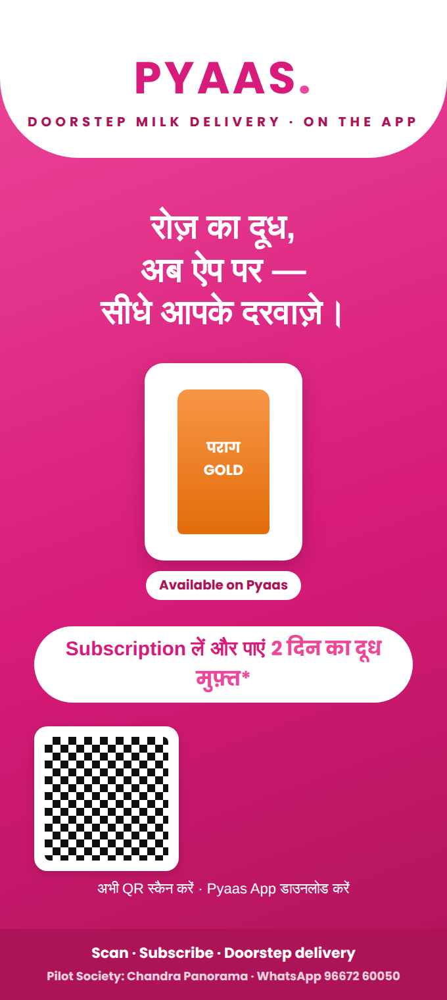 PYAAS.
DOORSTEP MILK DELIVERY · ON THE APP
रोज़ का दूध,
अब ऐप पर —
सीधे आपके दरवाज़े।
पराग
GOLD
Available on Pyaas
Subscription लें और पाएं 2 दिन का दूध
मुफ़्त*
अभी QR स्कैन करें · Pyaas App डाउनलोड करें
Scan · Subscribe · Doorstep delivery
Pilot Society: Chandra Panorama · WhatsApp 96672 60050